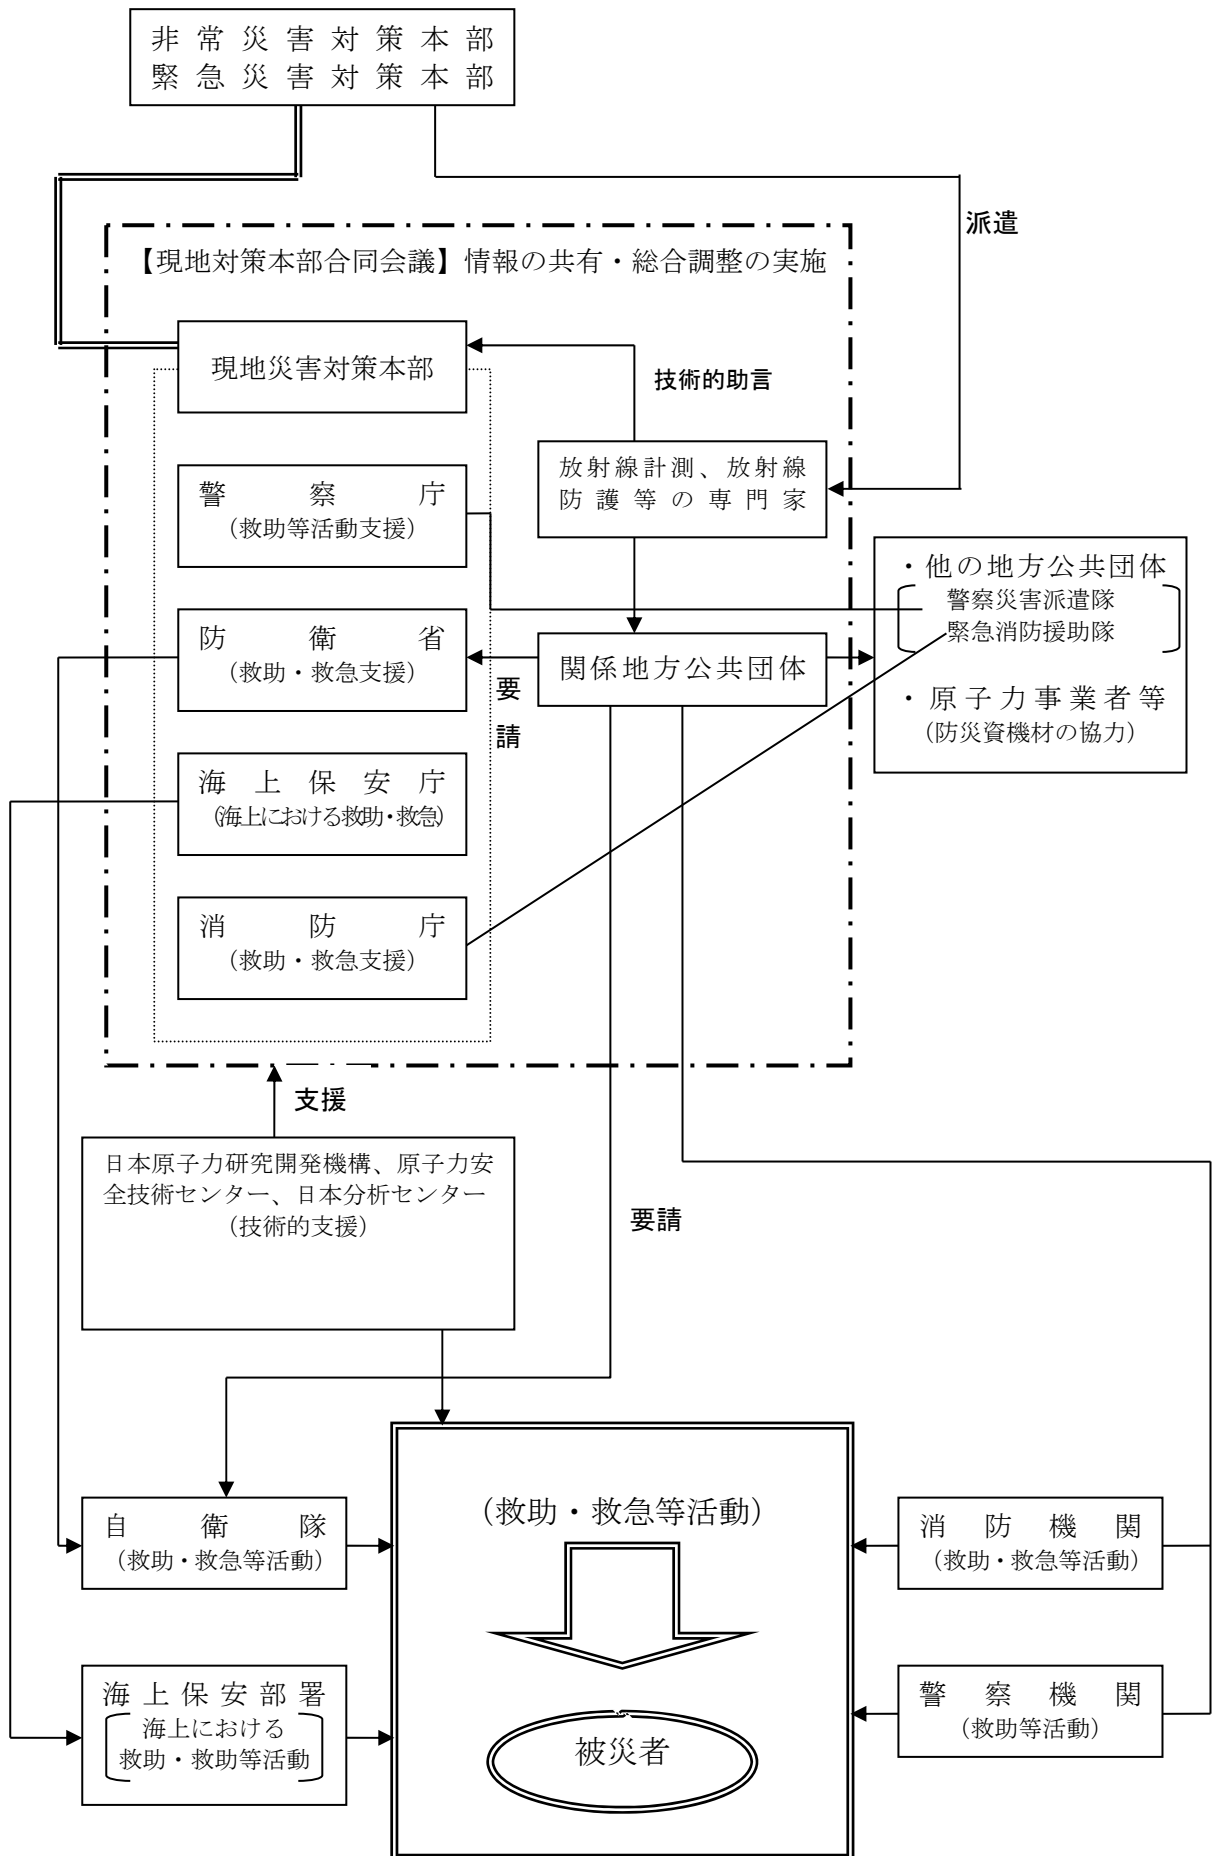 非常災害対策本部
緊急災害対策本部
派遣
【現地対策本部合同会議】情報の共有・総合調整の実施
現地災害対策本部
技術的助言
放射線計測、放射線
防護等の専門家
警察庁
(救助等活動支援)
・他の地方公共団体
警察災害派遣隊
緊急消防援助隊
・原子力事業者等
(防災資機材の協力)
防衛省
(救助・救急支援)
要
請
関係地方公共団体
海上保安庁
(海上における救助・救急)
消防庁
(救助・救急支援)
支援
日本原子力研究開発機構、原子力安
全技術センター、日本分析センター
(技術的支援)
要請
自衛隊
(救助・救急等活動)
(救助・救急等活動)
消防機関
(救助・救急等活動)
海上保安部署
海上における
救助・救助等活動
被災者
警察機関
(救助等活動)